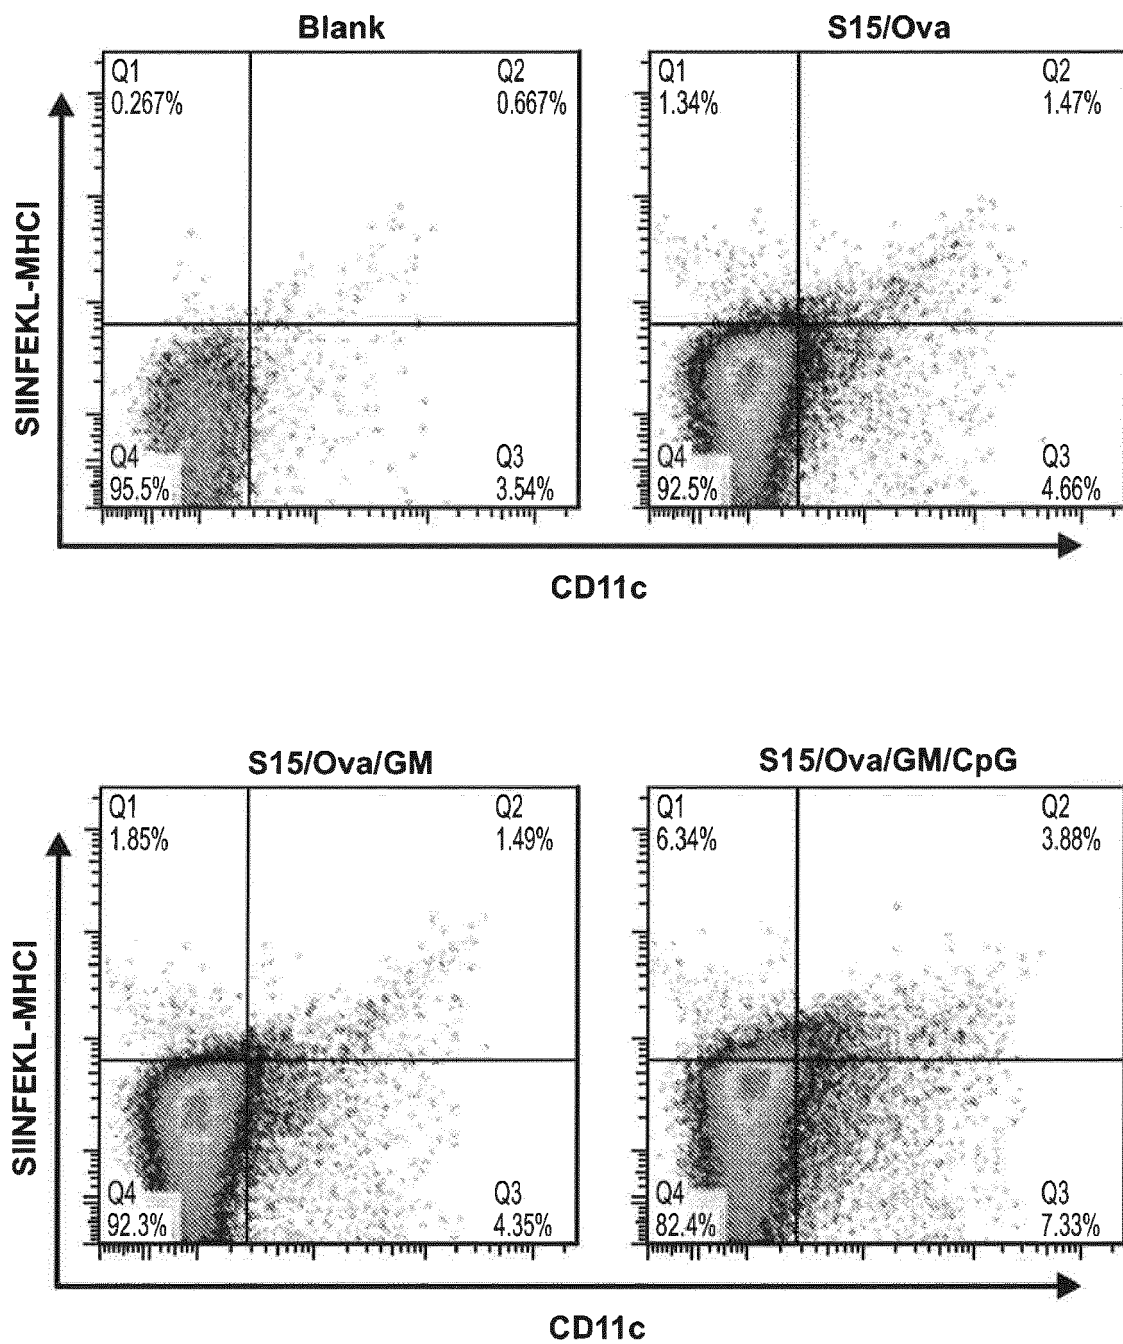 Blank
S15/Ova
Q1
0.267%
Q2
0.667%
Q1
1.34%
Q2
1.47%
SIINFEKL-MHCI
Q4
95.5%
Q3
3.54%
Q4
92.5%
Q3
4.66%
CD11c
S15/Ova/GM
S15/Ova/GM/CpG
Q1
1.85%
Q2
1.49%
Q1
6.34%
Q2
3.88%
SIINFEKL-MHCI
Q4
92.3%
Q3
4.35%
Q4
82.4%
Q3
7.33%
CD11c